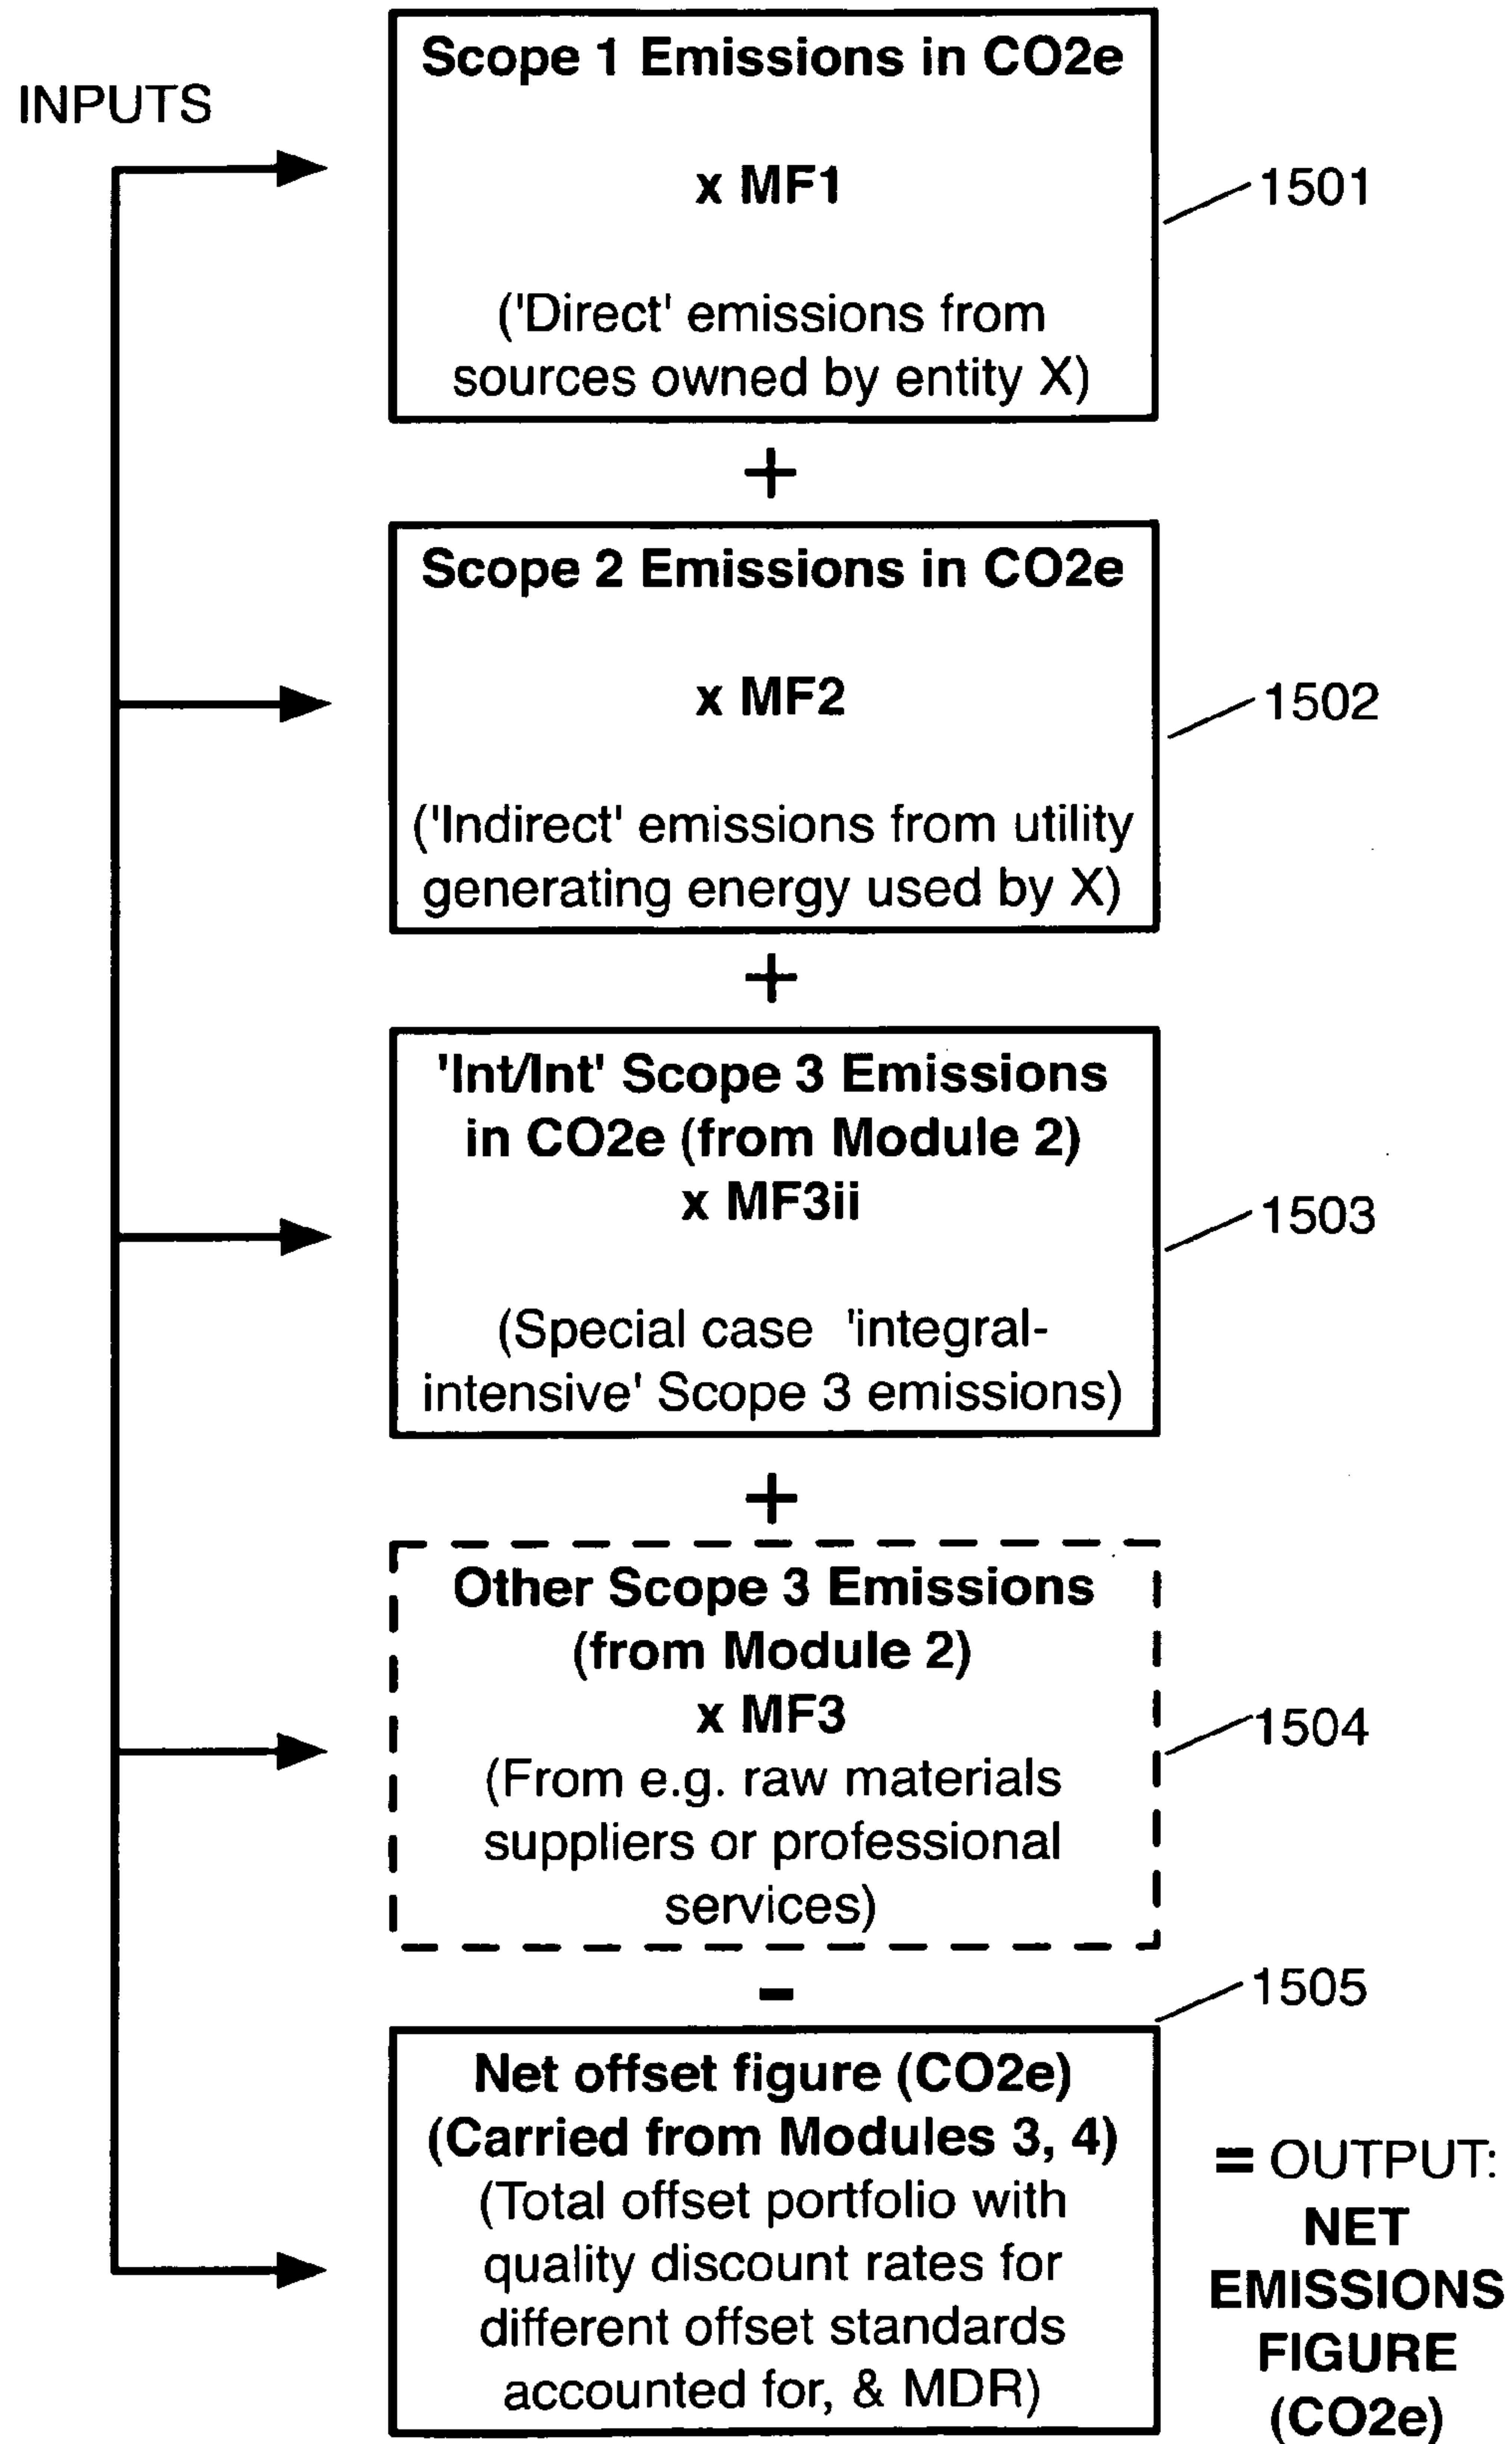 INPUTS
Scope 1 Emissions in CO2e
x MF1
('Direct' emissions from
sources owned by entity X)
1501
+
Scope 2 Emissions in CO2e
x MF2
('Indirect' emissions from utility
generating energy used by X)
1502
+
'Int/Int' Scope 3 Emissions
in CO2e (from Module 2)
x MF3ii
(Special case 'integral-
intensive' Scope 3 emissions)
1503
+
Other Scope 3 Emissions
(from Module 2)
x MF3
(From e.g. raw materials
suppliers or professional
services)
1504
-
1505
Net offset figure (CO2e)
(Carried from Modules 3, 4)
(Total offset portfolio with
quality discount rates for
different offset standards
accounted for, & MDR)
= OUTPUT:
NET
EMISSIONS
FIGURE
(CO2e)